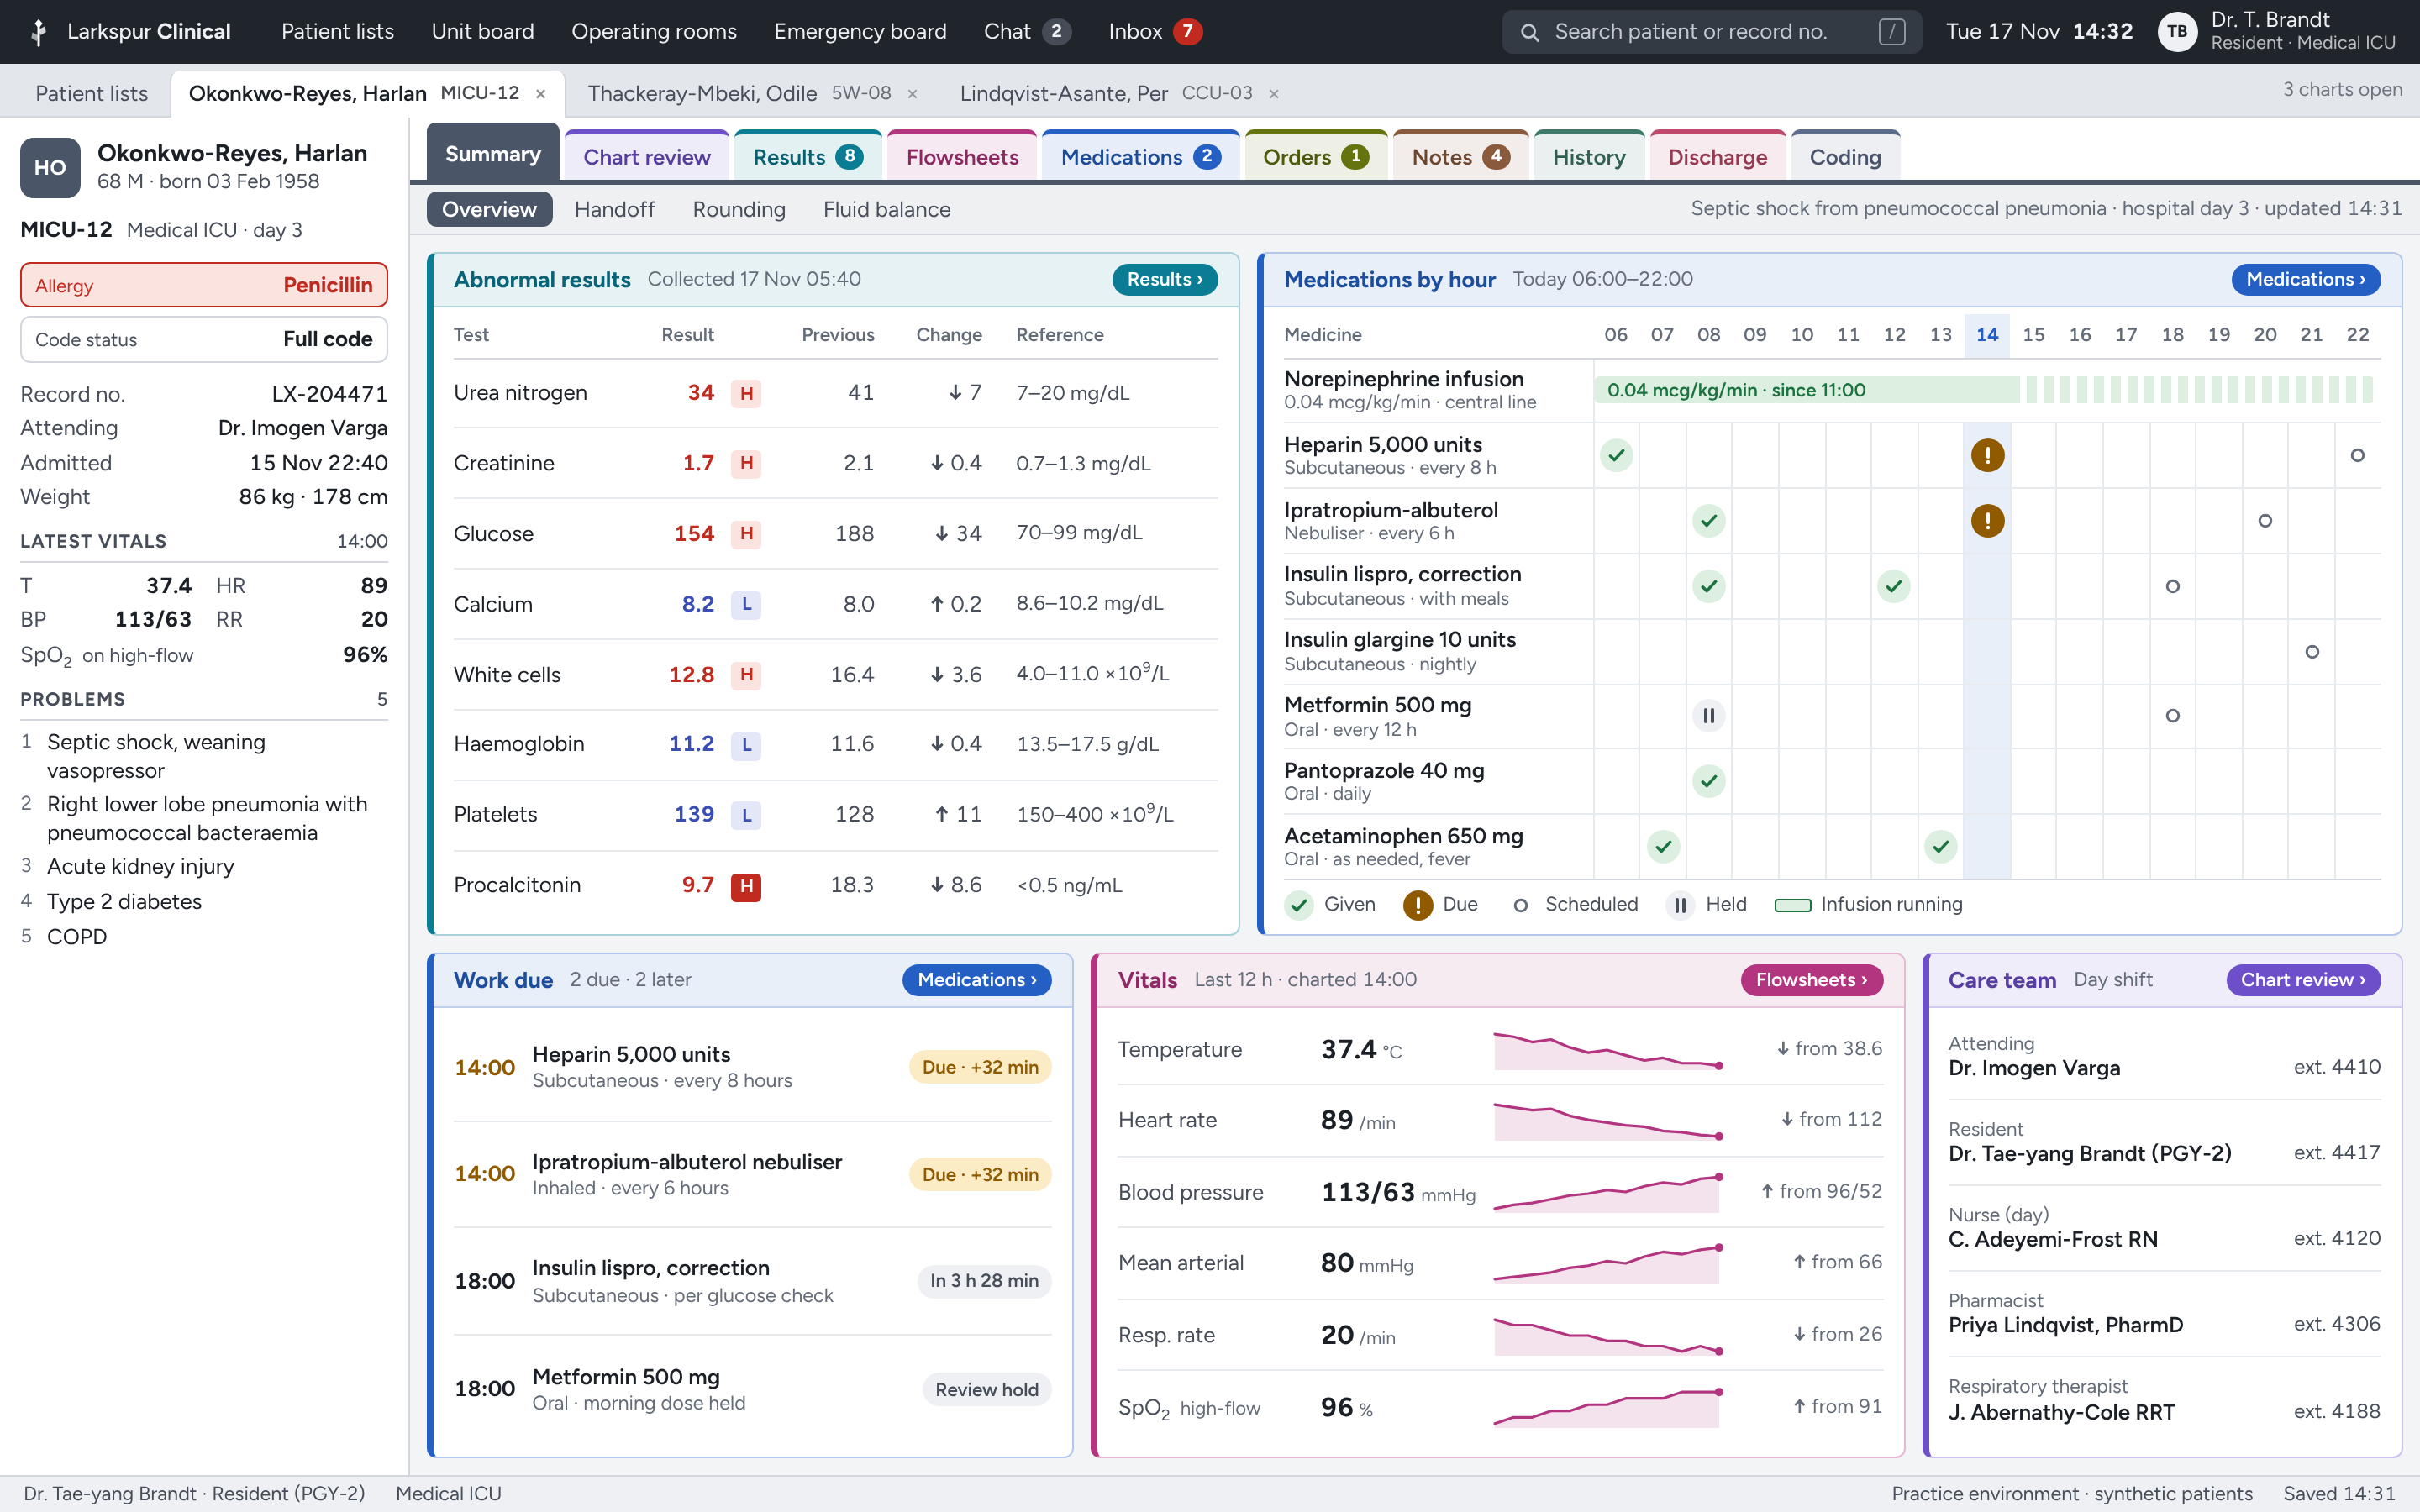 Larkspur Clinical
Patient lists
Unit board
Operating rooms
Emergency board
Chat 2
Inbox 7
Search patient or record no. /
Tue 17 Nov 14:32
TB
Dr. T. Brandt
Resident · Medical ICU
Patient lists
Okonkwo-Reyes, Harlan MICU-12 ×
Thackeray-Mbeki, Odile 5W-08 ×
Lindqvist-Asante, Per CCU-03 ×
3 charts open
HO
Okonkwo-Reyes, Harlan
68 M · born 03 Feb 1958
MICU-12 Medical ICU · day 3
Allergy Penicillin
Code status Full code
Record no. LX-204471
Attending Dr. Imogen Varga
Admitted 15 Nov 22:40
Weight 86 kg · 178 cm
LATEST VITALS 14:00
T 37.4 HR 89
BP 113/63 RR 20
SpO2 on high-flow 96%
PROBLEMS 5
1 Septic shock, weaning
vasopressor
2 Right lower lobe pneumonia with
pneumococcal bacteraemia
3 Acute kidney injury
4 Type 2 diabetes
5 COPD
Summary
Chart review
Results 8
Flowsheets
Medications 2
Orders 1
Notes 4
History
Discharge
Coding
Overview
Handoff
Rounding
Fluid balance
Septic shock from pneumococcal pneumonia · hospital day 3 · updated 14:31
Abnormal results Collected 17 Nov 05:40 Results ›
Test Result Previous Change Reference
Urea nitrogen 34 H 41 ↓ 7 7–20 mg/dL
Creatinine 1.7 H 2.1 ↓ 0.4 0.7–1.3 mg/dL
Glucose 154 H 188 ↓ 34 70–99 mg/dL
Calcium 8.2 L 8.0 ↑ 0.2 8.6–10.2 mg/dL
White cells 12.8 H 16.4 ↓ 3.6 4.0–11.0 ×10⁹/L
Haemoglobin 11.2 L 11.6 ↓ 0.4 13.5–17.5 g/dL
Platelets 139 L 128 ↑ 11 150–400 ×10⁹/L
Procalcitonin 9.7 H 18.3 ↓ 8.6 <0.5 ng/mL
Medications by hour Today 06:00–22:00 Medications ›
Medicine 06 07 08 09 10 11 12 13 14 15 16 17 18 19 20 21 22
Norepinephrine infusion
0.04 mcg/kg/min · central line
0.04 mcg/kg/min · since 11:00
Heparin 5,000 units
Subcutaneous · every 8 h
Ipratropium-albuterol
Nebuliser · every 6 h
Insulin lispro, correction
Subcutaneous · with meals
Insulin glargine 10 units
Subcutaneous · nightly
Metformin 500 mg
Oral · every 12 h
Pantoprazole 40 mg
Oral · daily
Acetaminophen 650 mg
Oral · as needed, fever
Given Due Scheduled Held Infusion running
Work due 2 due · 2 later Medications ›
14:00 Heparin 5,000 units
Subcutaneous · every 8 hours
Due · +32 min
14:00 Ipratropium-albuterol nebuliser
Inhaled · every 6 hours
Due · +32 min
18:00 Insulin lispro, correction
Subcutaneous · per glucose check
In 3 h 28 min
18:00 Metformin 500 mg
Oral · morning dose held
Review hold
Vitals Last 12 h · charted 14:00 Flowsheets ›
Temperature 37.4 °C ↓ from 38.6
Heart rate 89 /min ↓ from 112
Blood pressure 113/63 mmHg ↑ from 96/52
Mean arterial 80 mmHg ↑ from 66
Resp. rate 20 /min ↓ from 26
SpO2 high-flow 96 % ↑ from 91
Care team Day shift Chart review ›
Attending
Dr. Imogen Varga ext. 4410
Resident
Dr. Tae-yang Brandt (PGY-2) ext. 4417
Nurse (day)
C. Adeyemi-Frost RN ext. 4120
Pharmacist
Priya Lindqvist, PharmD ext. 4306
Respiratory therapist
J. Abernathy-Cole RRT ext. 4188
Dr. Tae-yang Brandt · Resident (PGY-2) Medical ICU
Practice environment · synthetic patients Saved 14:31